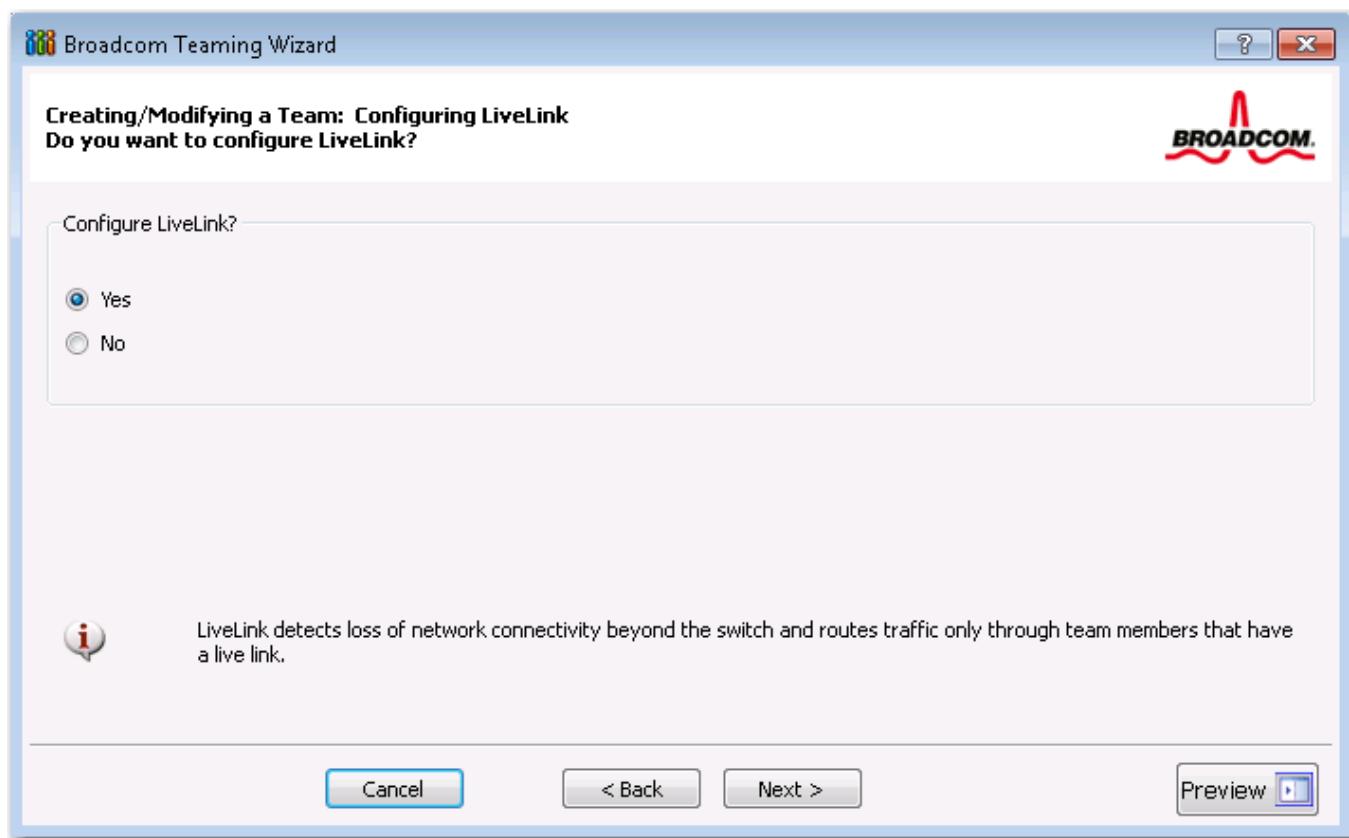 Broadcom Teaming Wizard
?
Creating/Modifying a Team: Configuring LiveLink
Do you want to configure LiveLink?
BROADCOM.
Configure LiveLink?
Yes
No
i
LiveLink detects loss of network connectivity beyond the switch and routes traffic only through team members that have
a live link.
Cancel
< Back
Next >
Preview